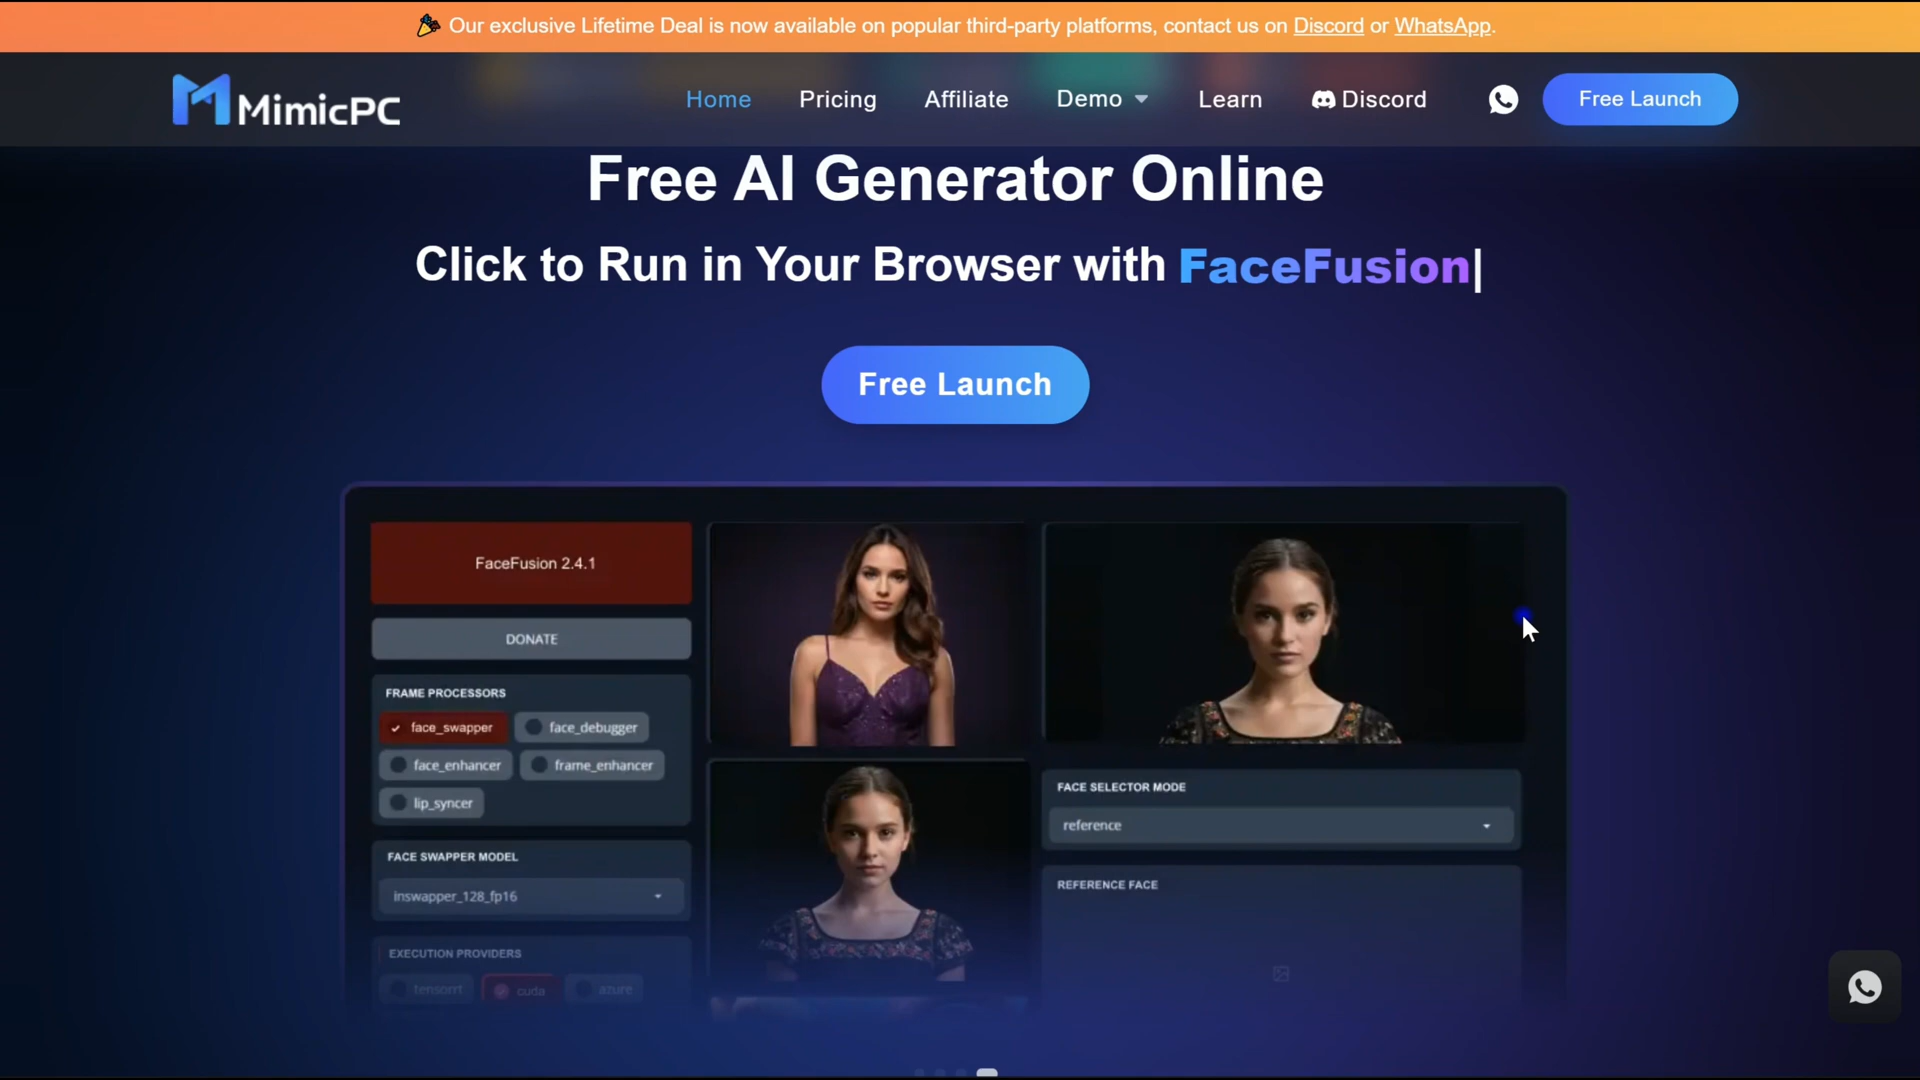 Our exclusive Lifetime Deal is now available on popular third-party platforms, contact us on Discord or WhatsApp.
MimicPC
Home
Pricing
Affiliate
Demo
Learn
Discord
Free Launch
Free AI Generator Online
Click to Run in Your Browser with FaceFusion|
Free Launch
FaceFusion 2.4.1
DONATE
FRAME PROCESSORS
face_swapper
face_debugger
face_enhancer
frame_enhancer
lip_syncer
FACE SWAPPER MODEL
inswapper_128_fp16
EXECUTION PROVIDERS
tensorrt
cuda
azure
FACE SELECTOR MODE
reference
REFERENCE FACE